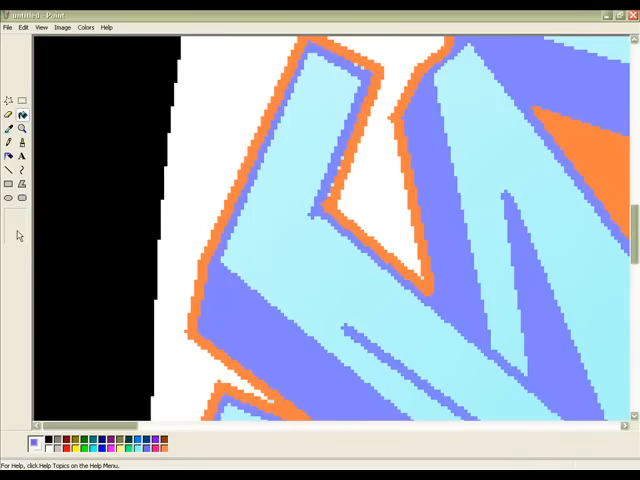 untitled - Paint
File Edit View Image Colors Help
A
For Help, click Help Topics on the Help Menu.